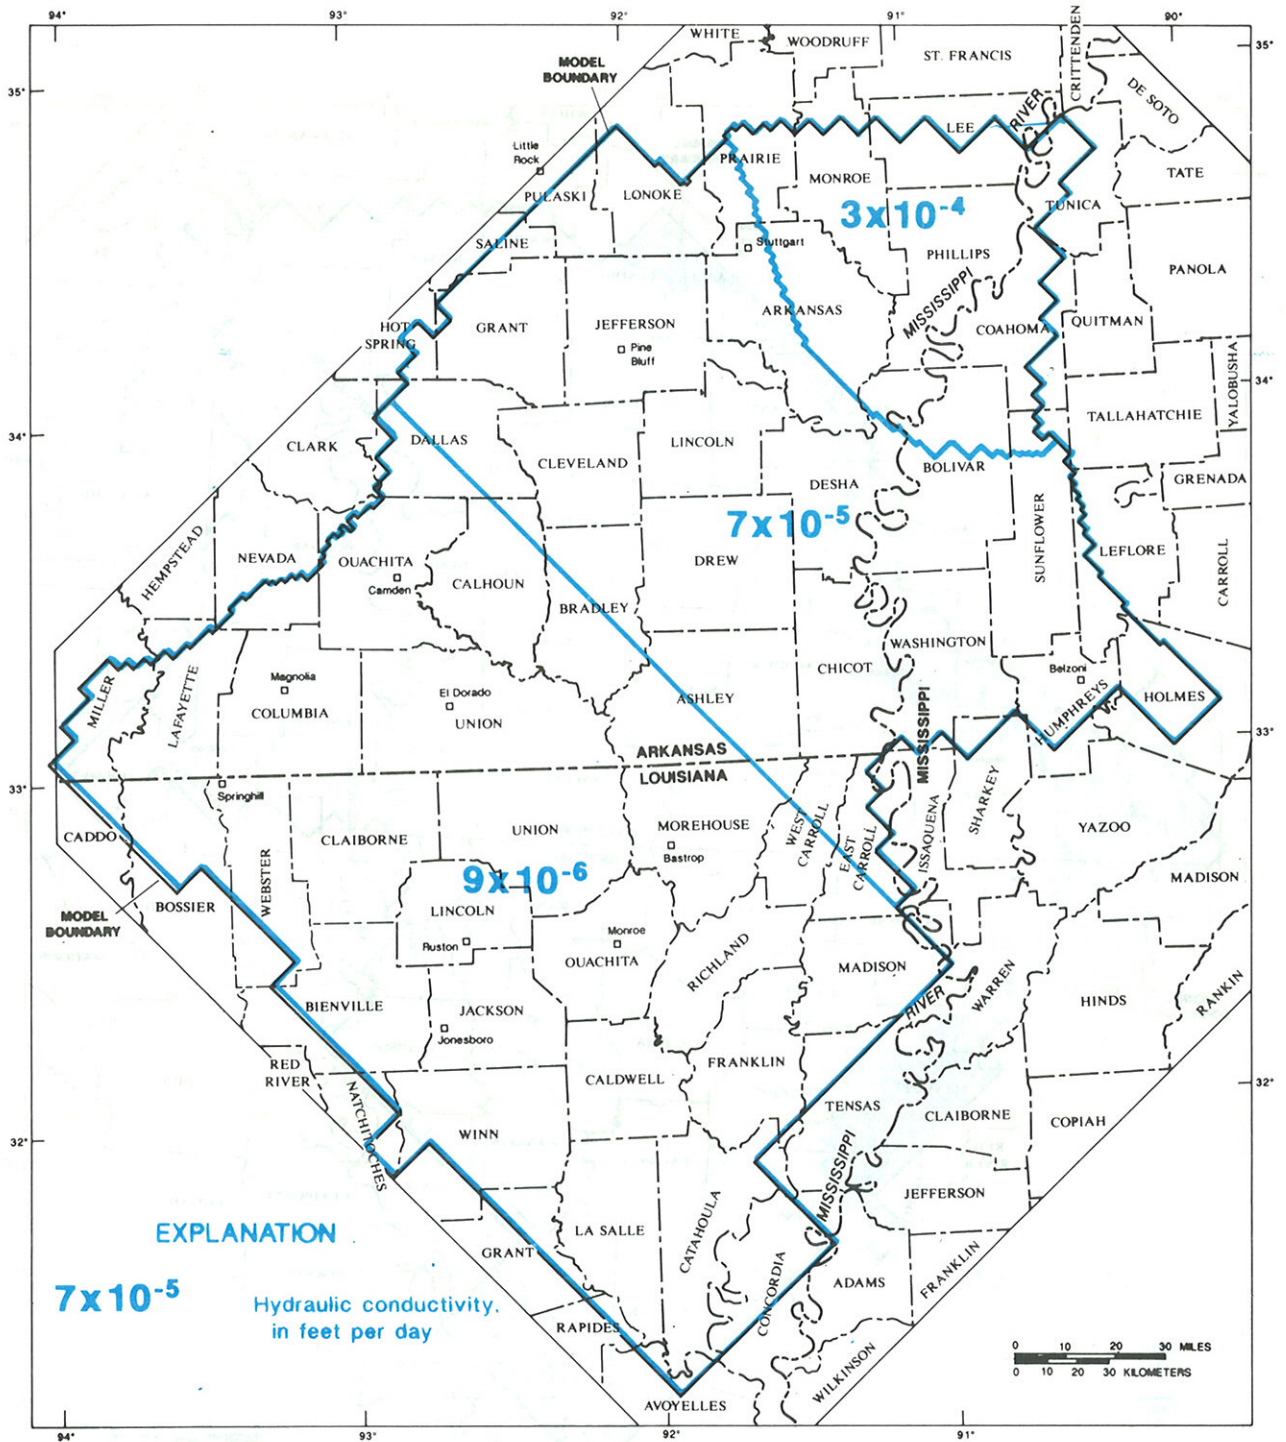 94°
93°
92°
91°
90°
WHITE
WOODRUFF
ST. FRANCIS
CRITTENDEN
DE SOTO
35°
35°
MODEL
BOUNDARY
LEE
RIVER
Little
Rock
PRAIRIE
TATE
PULASKI
LONOKE
MONROE
3x10-4
TUNICA
SALINE
Stuttgart
PHILLIPS
PANOLA
MISSISSIPPI
ARKANSAS
HOT
SPRING
GRANT
JEFFERSON
COAHOMA
QUITMAN
Pine
Bluff
YALOBUSHA
34°
34°
CLARK
DALLAS
LINCOLN
TALLAHATCHIE
CLEVELAND
BOLIVAR
DESHA
GRENADA
7x10-5
SUNFLOWER
HEMPSTEAD
NEVADA
OUACHITA
Camden
CALHOUN
DREW
LEFLORE
CARROLL
BRADLEY
WASHINGTON
CHICOT
Belzoni
MILLER
LAFAYETTE
Magnolia
COLUMBIA
El Dorado
UNION
ASHLEY
MISSISSIPPI
HUMPHREYS
HOLMES
33°
33°
ARKANSAS
LOUISIANA
Springhill
CADDO
CLAIBORNE
UNION
MOREHOUSE
Bastrop
WEST
CARROLL
EAST
CARROLL
ISSAQUENA
SHARKEY
YAZOO
MADISON
WEBSTER
9x10-6
BOSSIER
MODEL
BOUNDARY
LINCOLN
Ruston
Monroe
OUACHITA
RICHLAND
MADISON
WARREN
RIVER
HINDS
RANKIN
BIENVILLE
JACKSON
Jonesboro
RED
RIVER
FRANKLIN
CALDWELL
32°
32°
NATCHITOCHES
TENSAS
CLAIBORNE
COPIAH
WINN
MISSISSIPPI
JEFFERSON
CATAHOULA
EXPLANATION
LA SALLE
GRANT
CONCORDIA
ADAMS
FRANKLIN
7x10-5
Hydraulic conductivity,
in feet per day
RAPIDES
WILKINSON
0 10 20 30 MILES
0 10 20 30 KILOMETERS
AVOYELLES
94°
93°
92°
91°